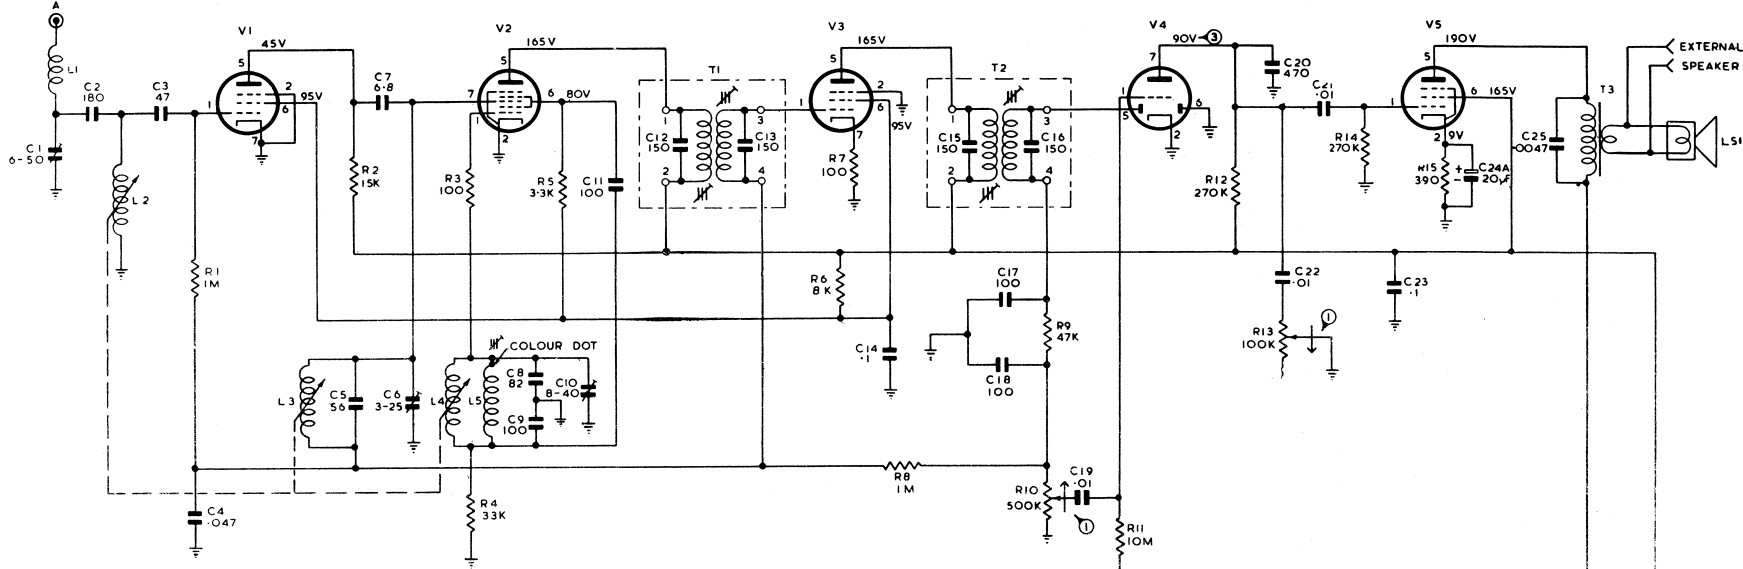 A
L1
C1
6-50
C2
180
L2
C3
47
R1
1M
C4
.047
V1
45V
5
2
6
1
7
95V
C7
6.8
R2
15K
L3
C5
56
C6
3-25
V2
165V
5
7
1
6
2
80V
R3
100
R5
3.3K
C11
100
COLOUR DOT
L4
L5
C8
82
C9
100
C10
8-40
R4
33K
T1
1
2
3
4
C12
150
C13
150
V3
165V
5
2
6
1
7
95V
R7
100
R6
8K
C14
.1
R8
1M
T2
1
2
3
4
C15
150
C16
150
C17
100
C18
100
R9
47K
R10
500K
C19
.01
1
R11
10M
V4
90V
3
7
1
5
6
2
C20
470
R12
270K
C21
.01
R14
270K
C22
.01
R13
100K
1
C23
.1
V5
190V
5
1
6
2
165V
9V
R15
390
C24A
20µF
+
-
C25
.0047
T3
EXTERNAL
SPEAKER
LS1